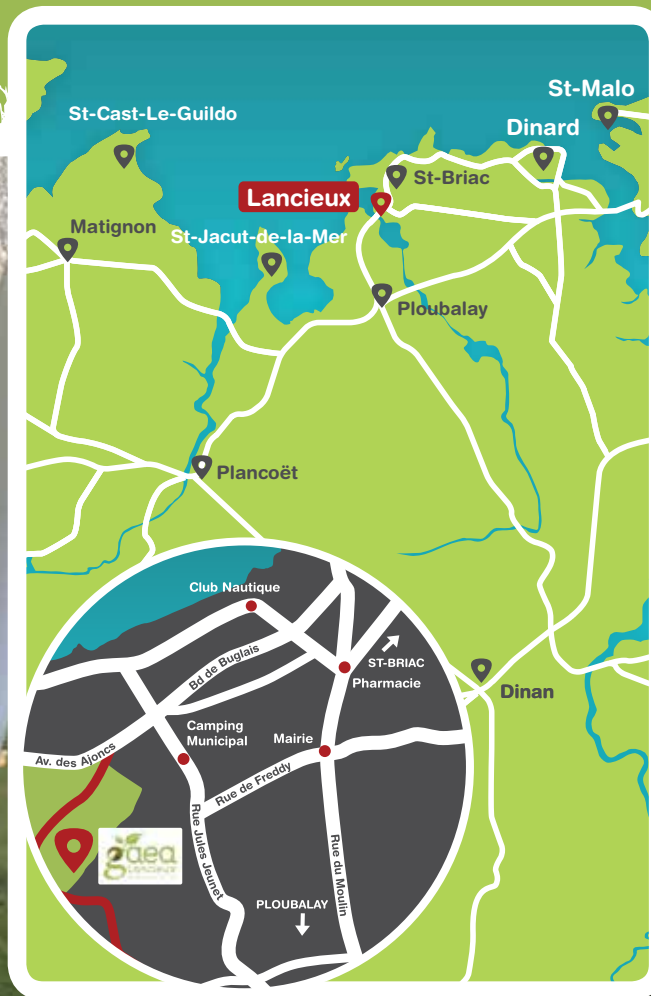 St-Malo
St-Cast-Le-Guildo
Dinard
St-Briac
Lancieux
Matignon
St-Jacut-de-la-Mer
Ploubalay
Plancoët
Club Nautique
Bd de Buglais
ST-BRIAC
Pharmacie
Dinan
Camping
Municipal
Mairie
Av. des Ajoncs
Rue de Freddy
Rue Jules Jeunet
Rue du Moulin
gaea
LANCIEUX
PLOUBALAY